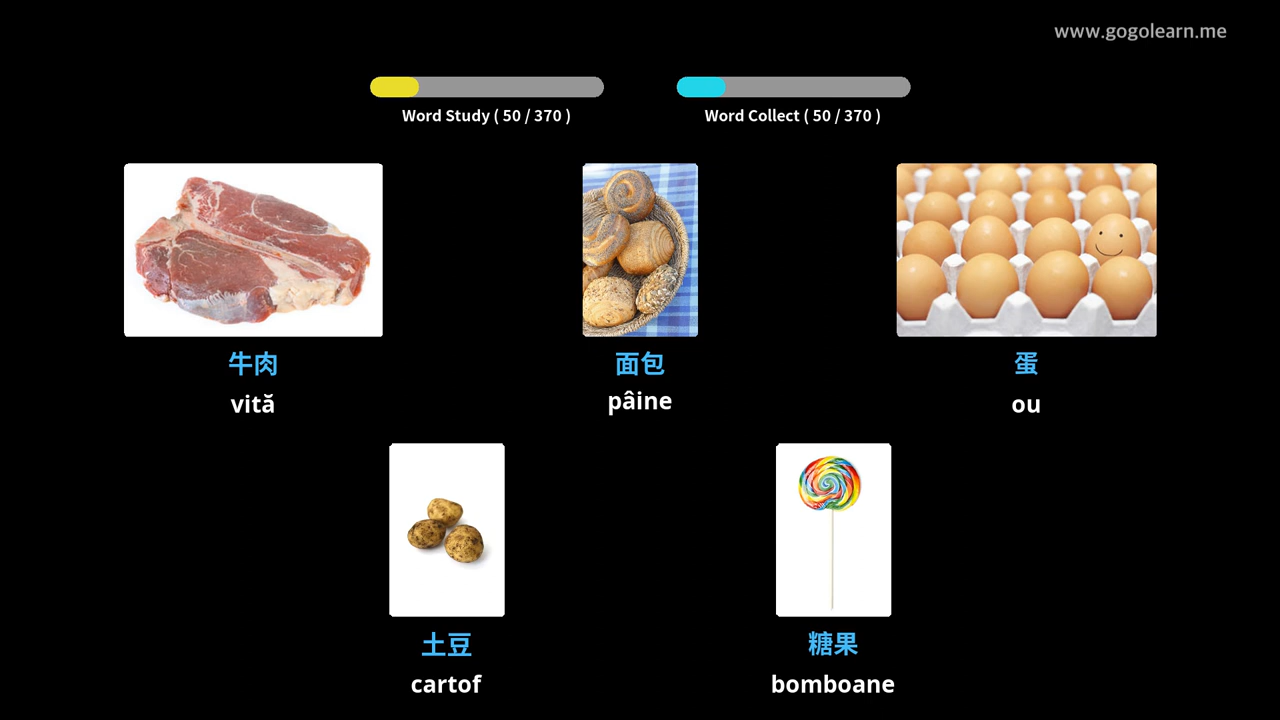 www.gogolearn.me
Word Study ( 50 / 370 )
Word Collect ( 50 / 370 )
牛肉
vită
面包
pâine
蛋
ou
土豆
cartof
糖果
bomboane